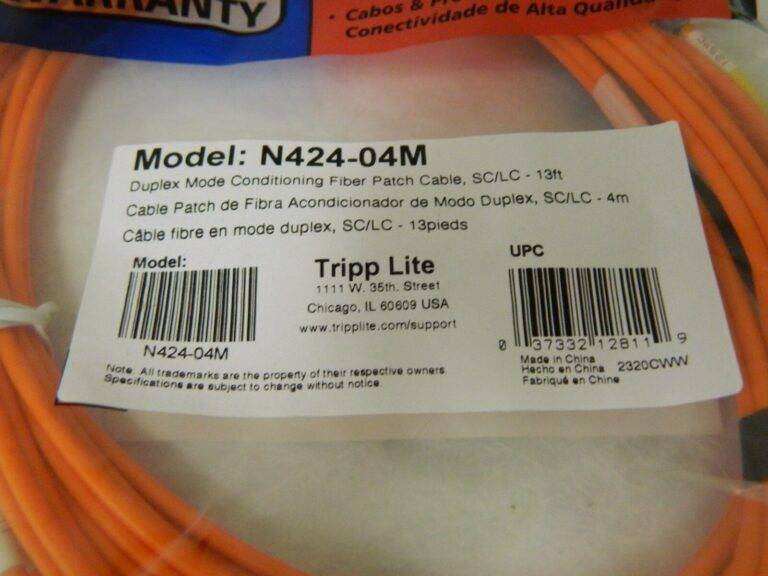 WARRANTY
• Cabos &
Conectividade de Alta
Model: N424-04M
Duplex Mode Conditioning Fiber Patch Cable, SC/LC - 13ft
Cable Patch de Fibra Acondicionador de Modo Duplex, SC/LC - 4m
Câble fibre en mode duplex, SC/LC - 13pieds
Model:
N424-04M
Tripp Lite
1111 W. 35th. Street
Chicago, IL 60609 USA
www.tripplite.com/support
UPC
0 37332 12811 9
Made in China
Hecho en China 2320CWW
Fabriqué en Chine
Note. All trademarks are the property of their respective owners.
Specifications are subject to change without notice.